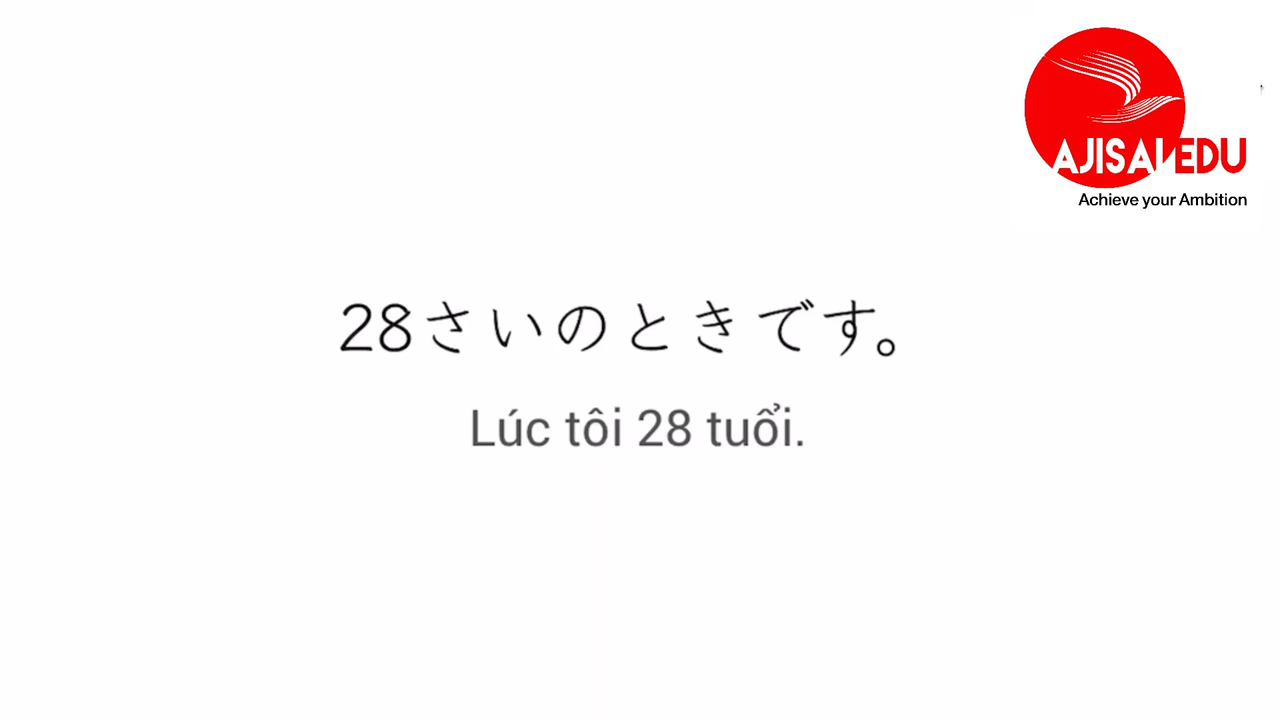 AJISAI EDU
Achieve your Ambition
28さいのときです。
Lúc tôi 28 tuổi.